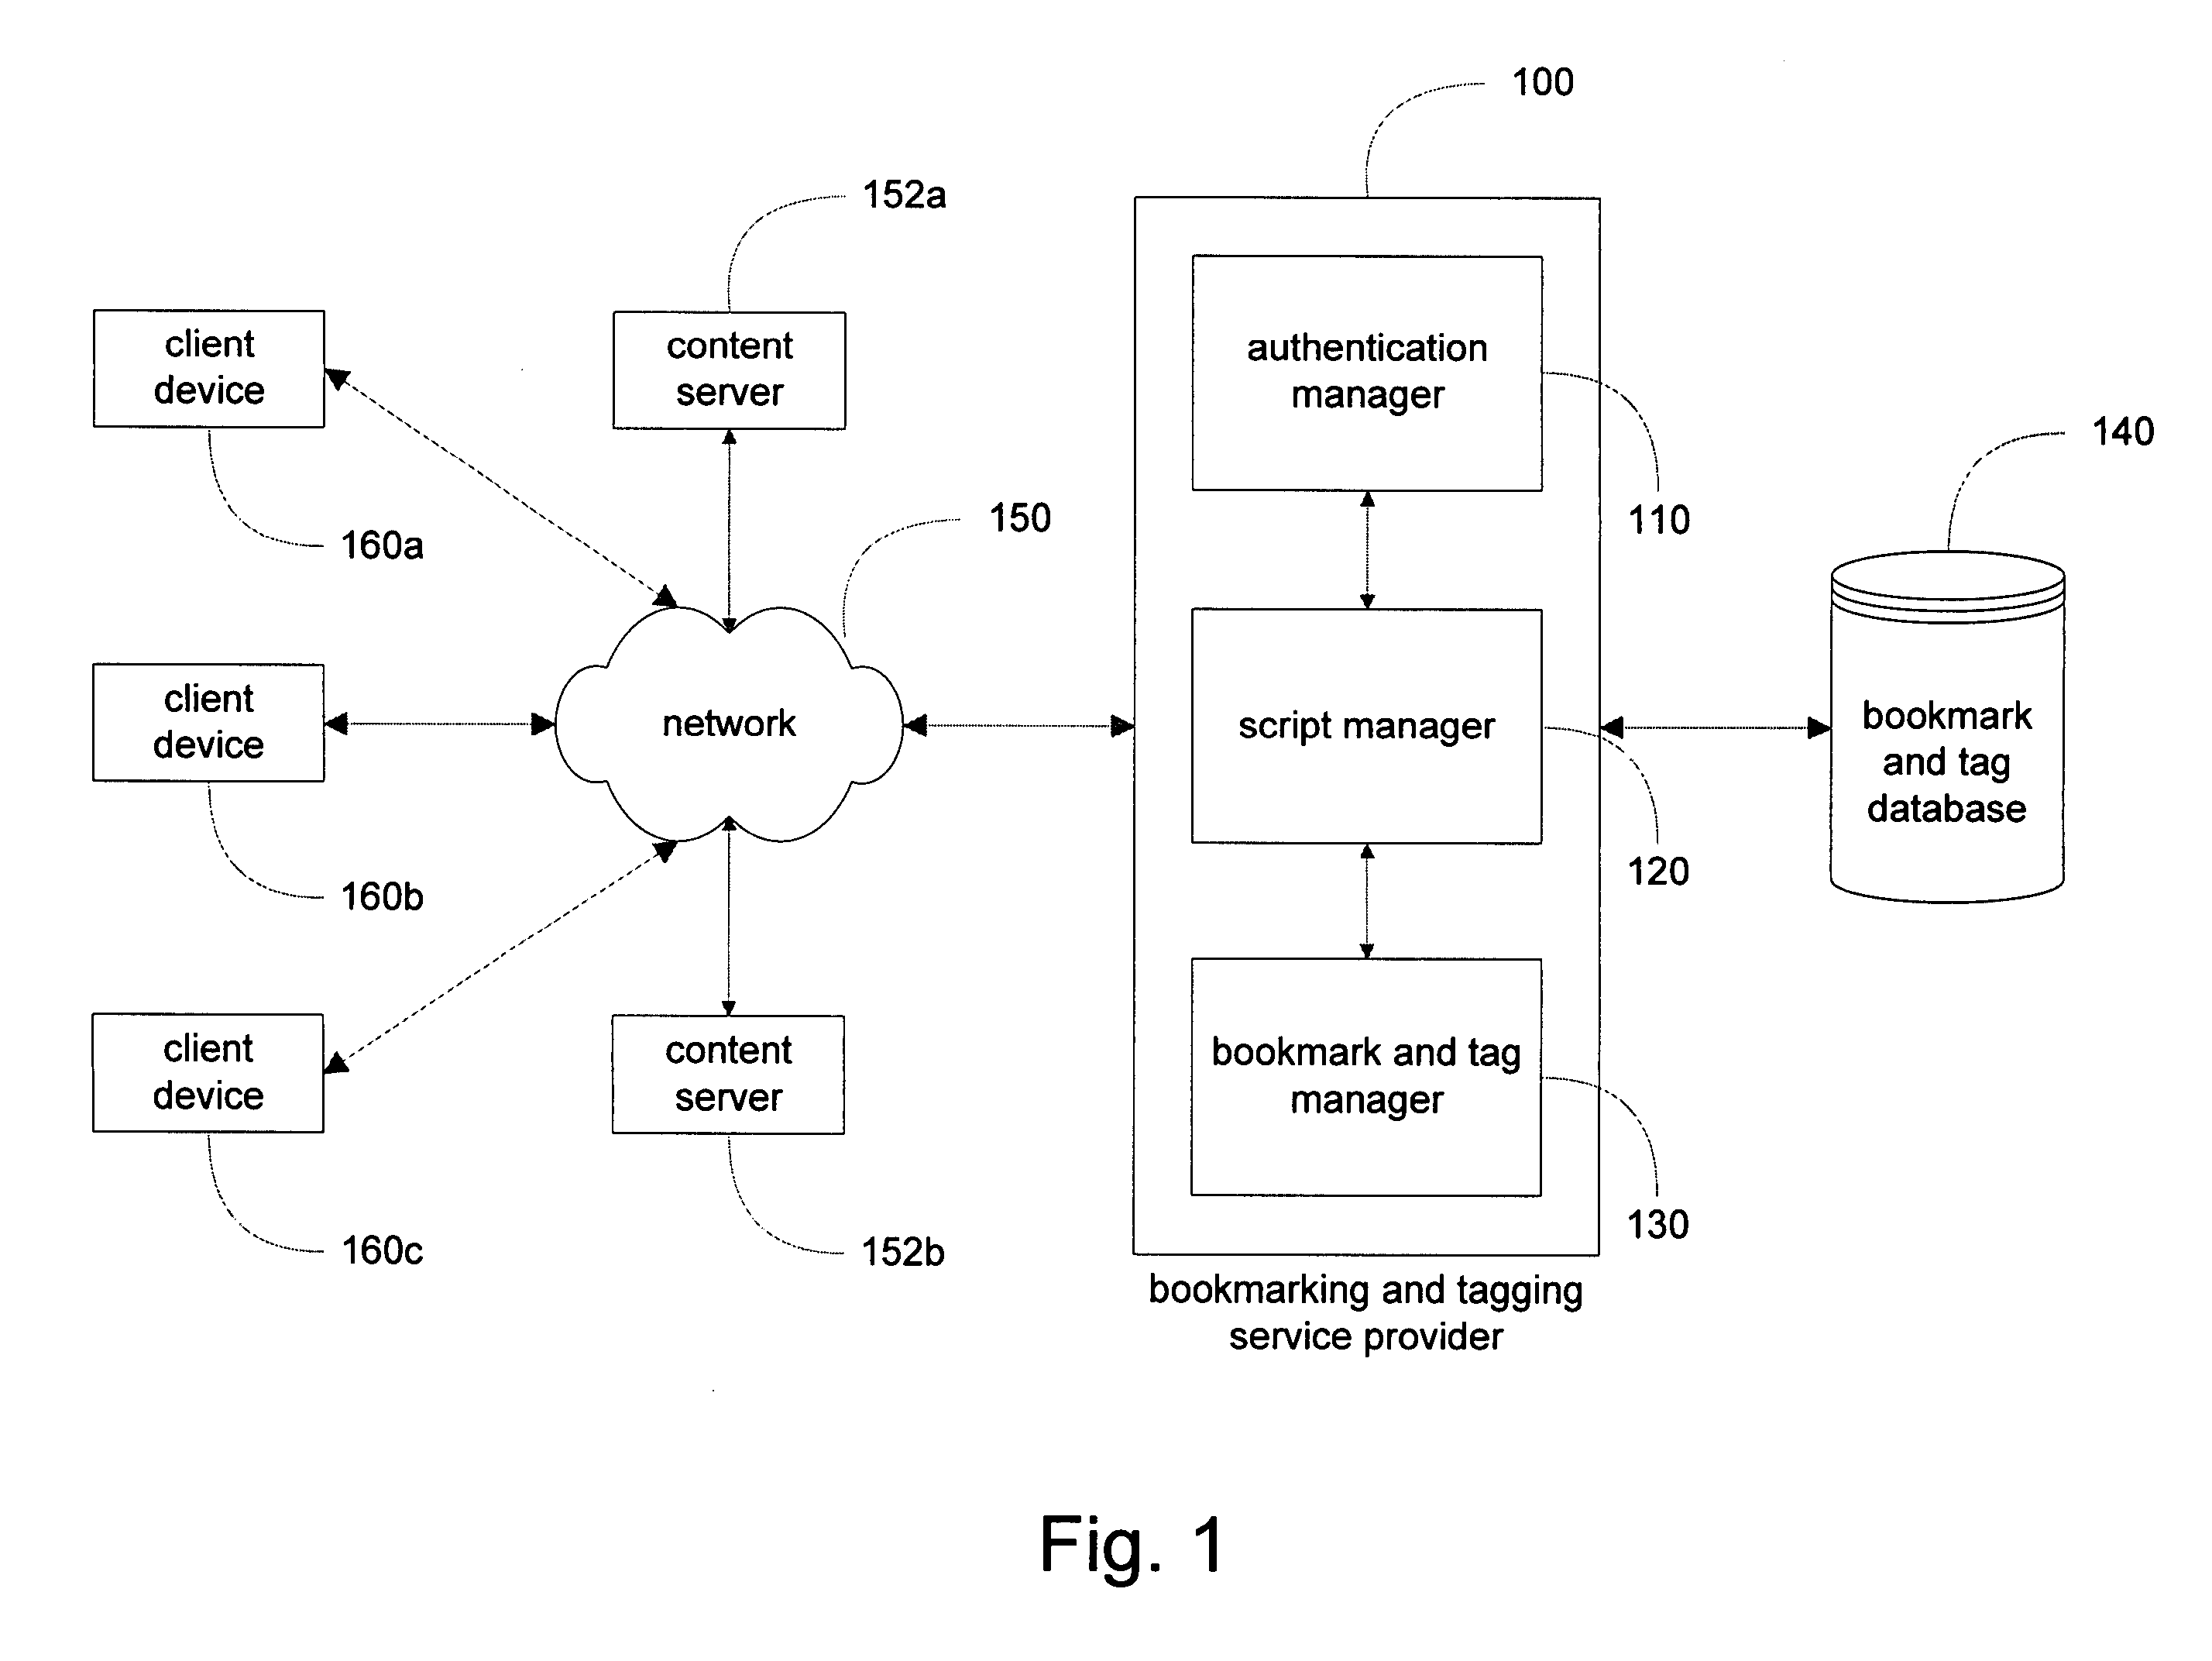 100
152a
client
device
content
server
authentication
manager
140
150
110
160a
client
device
network
script manager
bookmark
and tag
database
120
160b
client
device
content
server
bookmark and tag
manager
130
160c
152b
bookmarking and tagging
service provider
Fig. 1